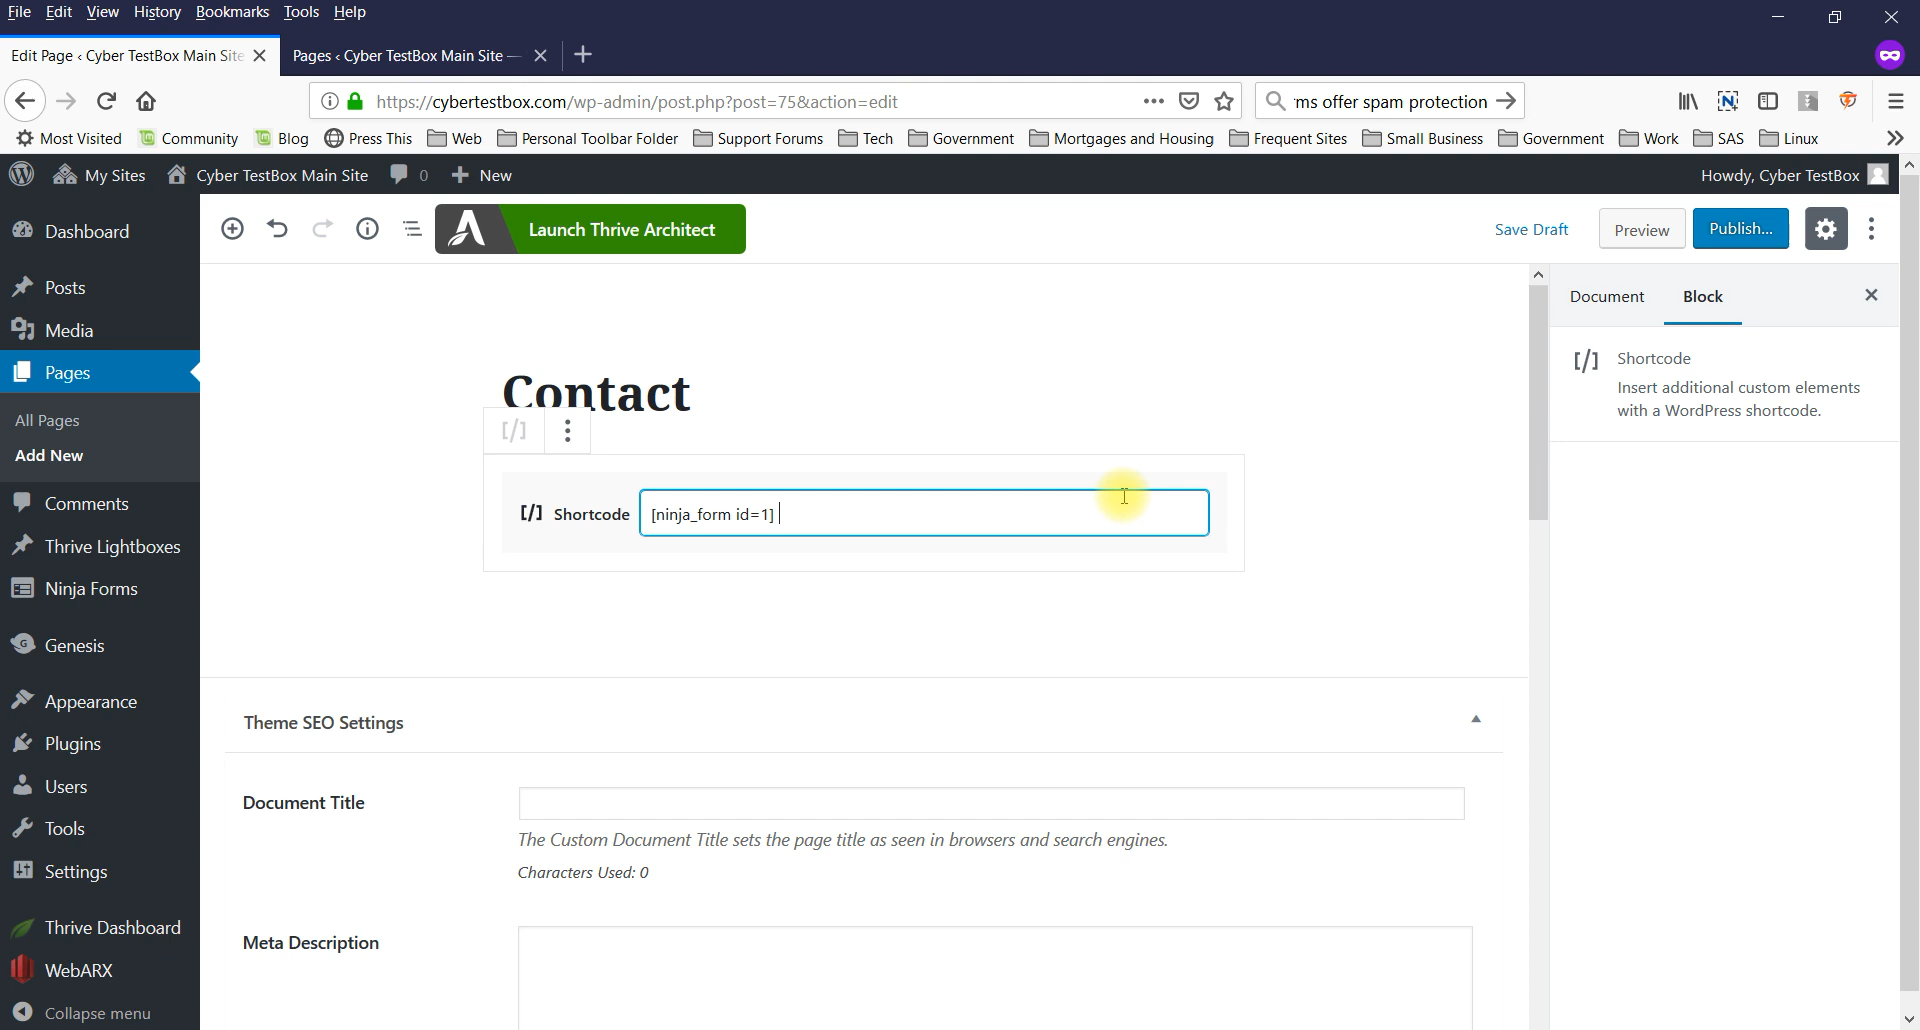 File Edit View History Bookmarks Tools Help
Edit Page ‹ Cyber TestBox Main Site
Pages ‹ Cyber TestBox Main Site —
https://cybertestbox.com/wp-admin/post.php?post=75&action=edit
ms offer spam protection
Most Visited Community Blog Press This Web Personal Toolbar Folder Support Forums Tech Government Mortgages and Housing Frequent Sites Small Business Government Work SAS Linux
My Sites Cyber TestBox Main Site 0 + New
Howdy, Cyber TestBox
Dashboard
Posts
Media
Pages
All Pages
Add New
Comments
Thrive Lightboxes
Ninja Forms
Genesis
Appearance
Plugins
Users
Tools
Settings
Thrive Dashboard
WebARX
Collapse menu
Launch Thrive Architect
Save Draft
Preview
Publish...
Contact
[/]
[/] Shortcode [ninja_form id=1]
Theme SEO Settings
Document Title
The Custom Document Title sets the page title as seen in browsers and search engines.
Characters Used: 0
Meta Description
Document Block
[/] Shortcode
Insert additional custom elements
with a WordPress shortcode.